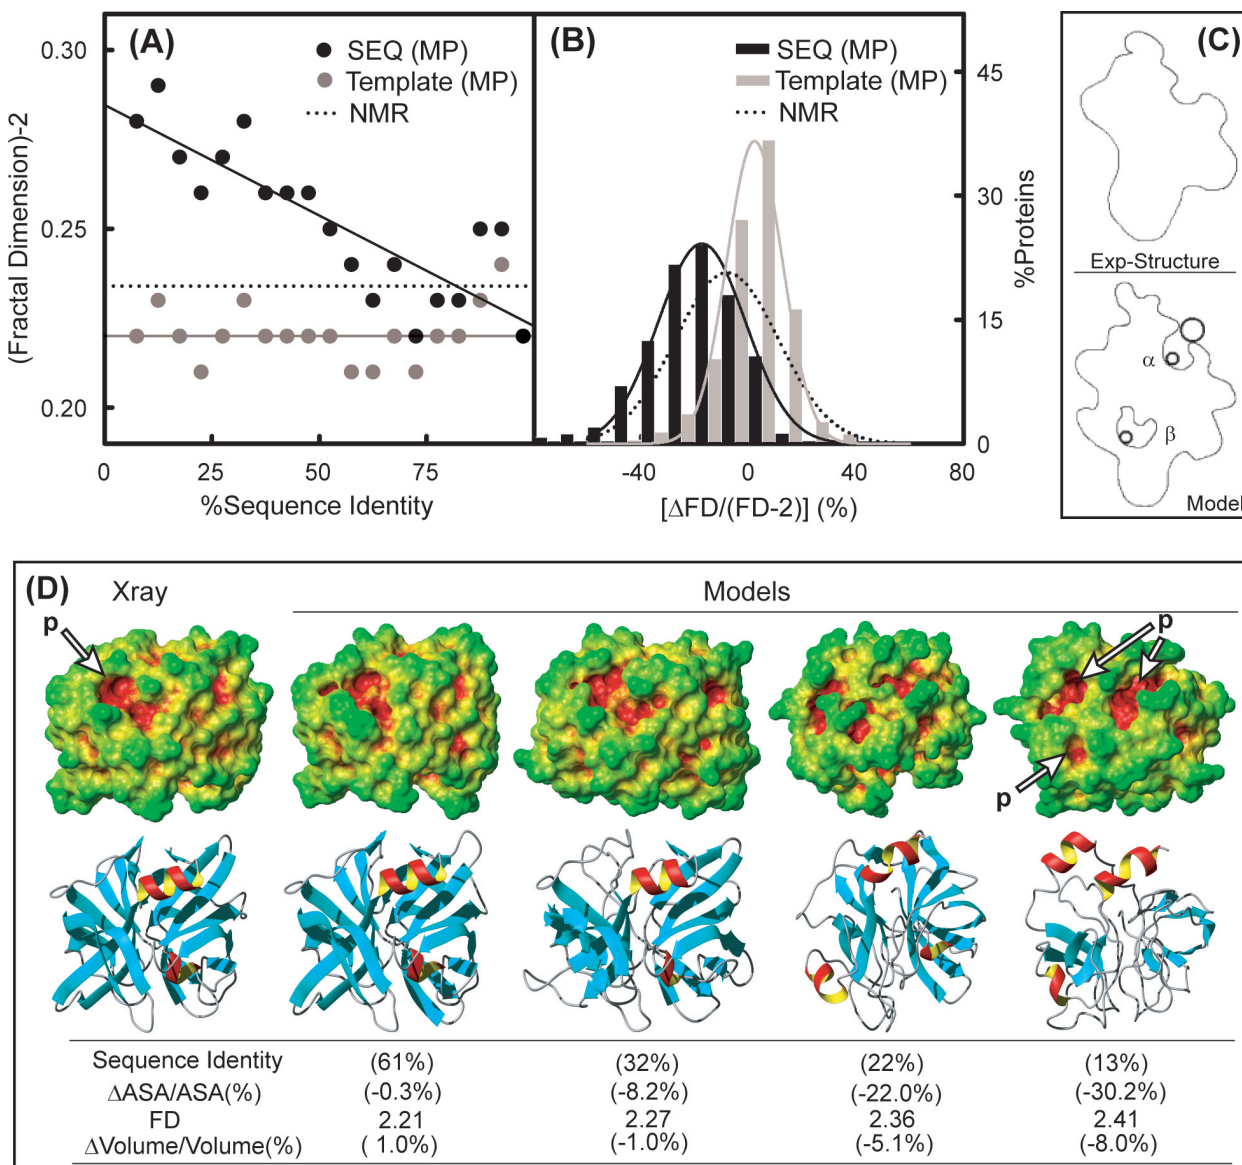 (A)
SEQ (MP)
Template (MP)
NMR
0.30
0.25
0.20
(Fractal Dimension)-2
0 25 50 75
%Sequence Identity
(B)
SEQ (MP)
Template (MP)
NMR
45
30
15
0
%Proteins
-40 0 40 80
[ΔFD/(FD-2)] (%)
(C)
Exp-Structure
α
β
Model
(D)
Xray Models
p
p
p
Sequence Identity (61%) (32%) (22%) (13%)
ΔASA/ASA(%) (-0.3%) (-8.2%) (-22.0%) (-30.2%)
FD 2.21 2.27 2.36 2.41
ΔVolume/Volume(%) ( 1.0%) (-1.0%) (-5.1%) (-8.0%)